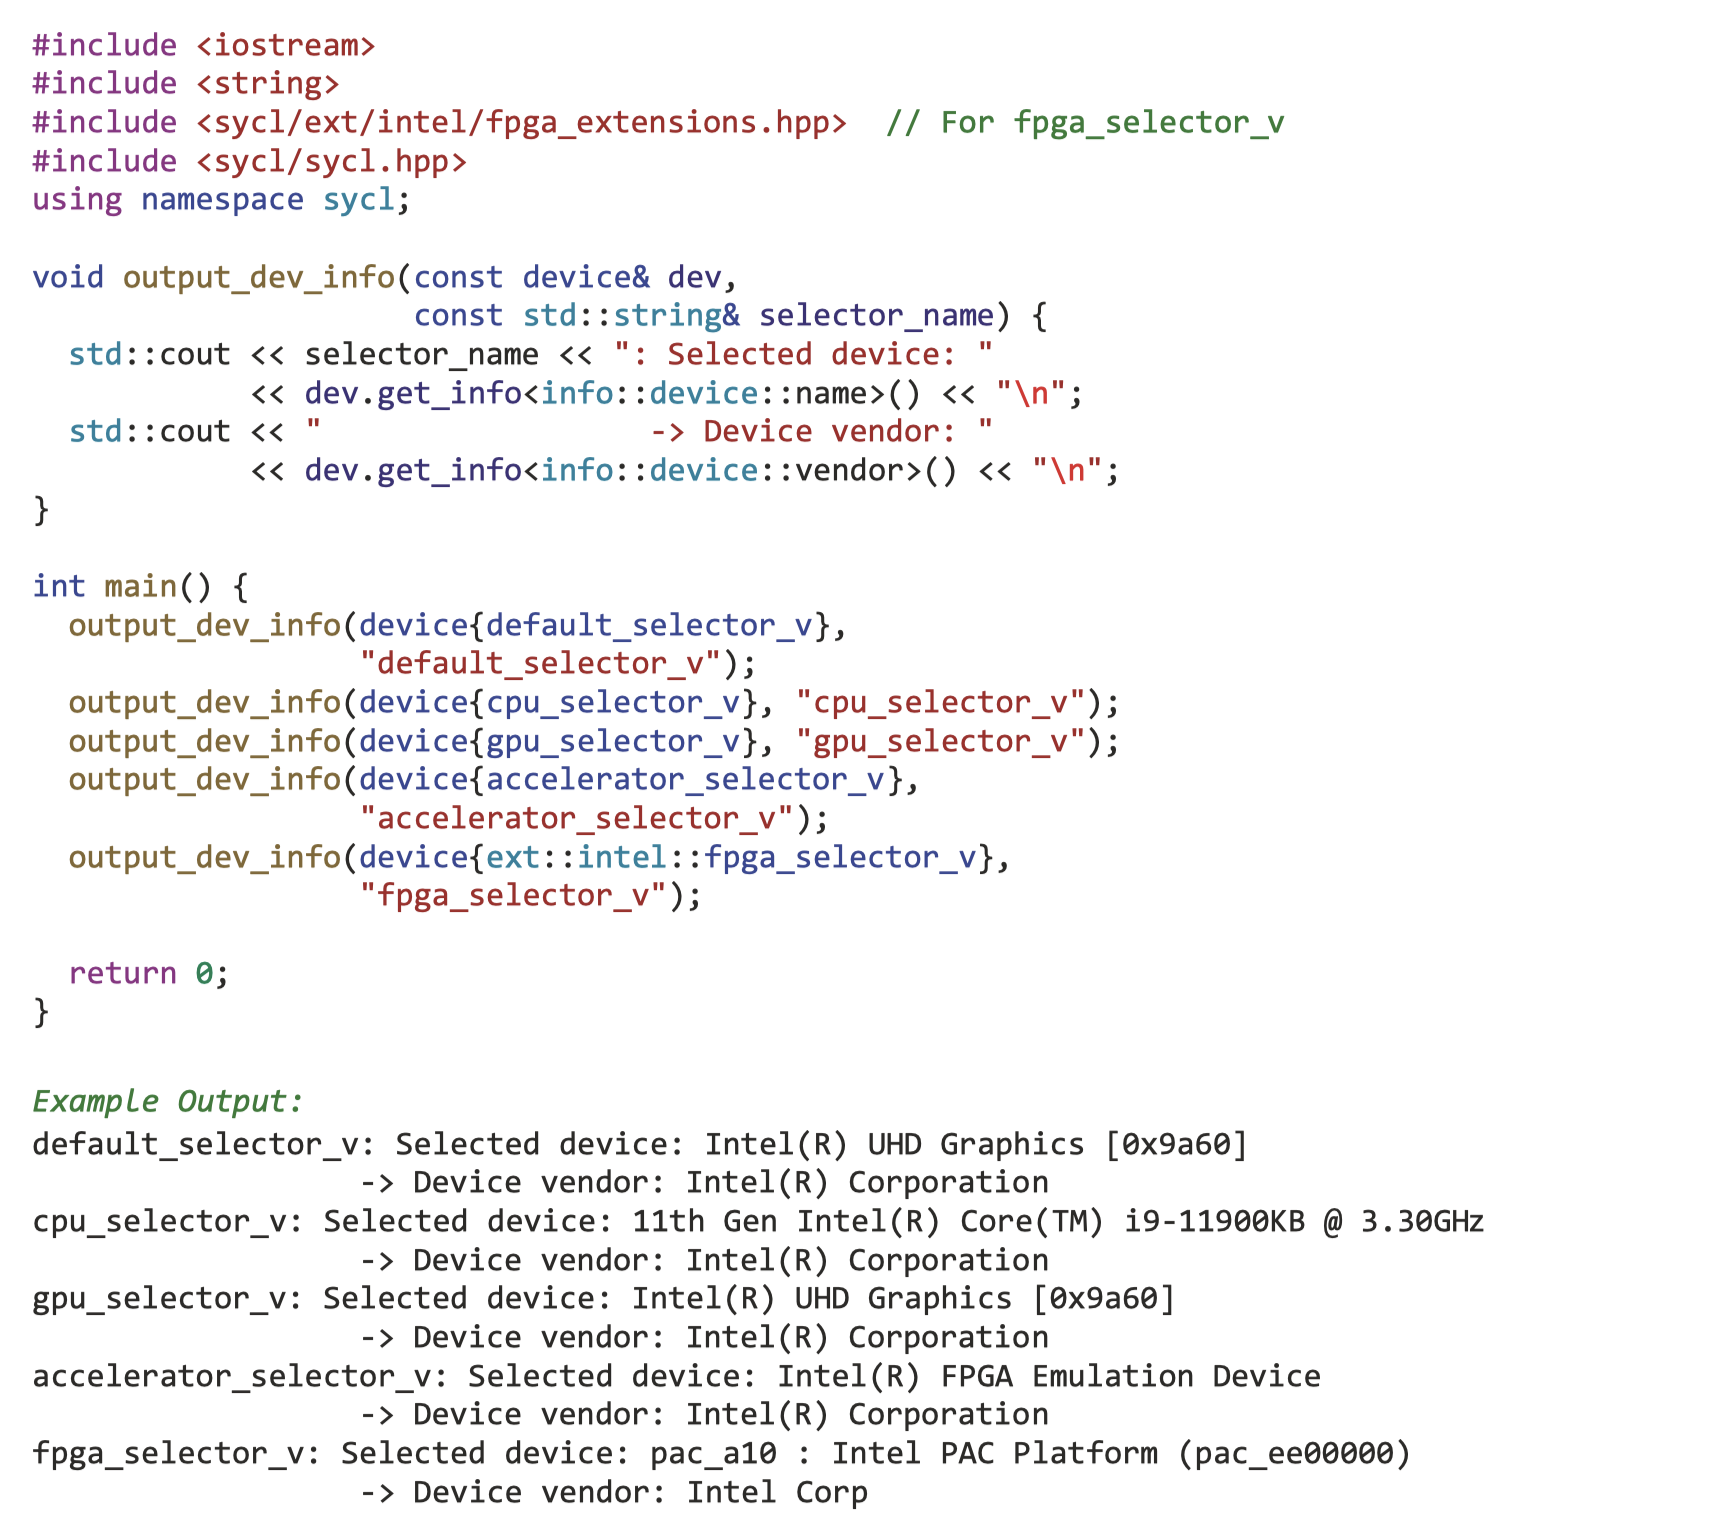 #include <iostream>
#include <string>
#include <sycl/ext/intel/fpga_extensions.hpp>  // For fpga_selector_v
#include <sycl/sycl.hpp>
using namespace sycl;

void output_dev_info(const device& dev,
                     const std::string& selector_name) {
  std::cout << selector_name << ": Selected device: "
            << dev.get_info<info::device::name>() << "\n";
  std::cout << "                  -> Device vendor: "
            << dev.get_info<info::device::vendor>() << "\n";
}

int main() {
  output_dev_info(device{default_selector_v},
                  "default_selector_v");
  output_dev_info(device{cpu_selector_v}, "cpu_selector_v");
  output_dev_info(device{gpu_selector_v}, "gpu_selector_v");
  output_dev_info(device{accelerator_selector_v},
                  "accelerator_selector_v");
  output_dev_info(device{ext::intel::fpga_selector_v},
                  "fpga_selector_v");

  return 0;
}

Example Output:
default_selector_v: Selected device: Intel(R) UHD Graphics [0x9a60]
                  -> Device vendor: Intel(R) Corporation
cpu_selector_v: Selected device: 11th Gen Intel(R) Core(TM) i9-11900KB @ 3.30GHz
                  -> Device vendor: Intel(R) Corporation
gpu_selector_v: Selected device: Intel(R) UHD Graphics [0x9a60]
                  -> Device vendor: Intel(R) Corporation
accelerator_selector_v: Selected device: Intel(R) FPGA Emulation Device
                  -> Device vendor: Intel(R) Corporation
fpga_selector_v: Selected device: pac_a10 : Intel PAC Platform (pac_ee00000)
                  -> Device vendor: Intel Corp